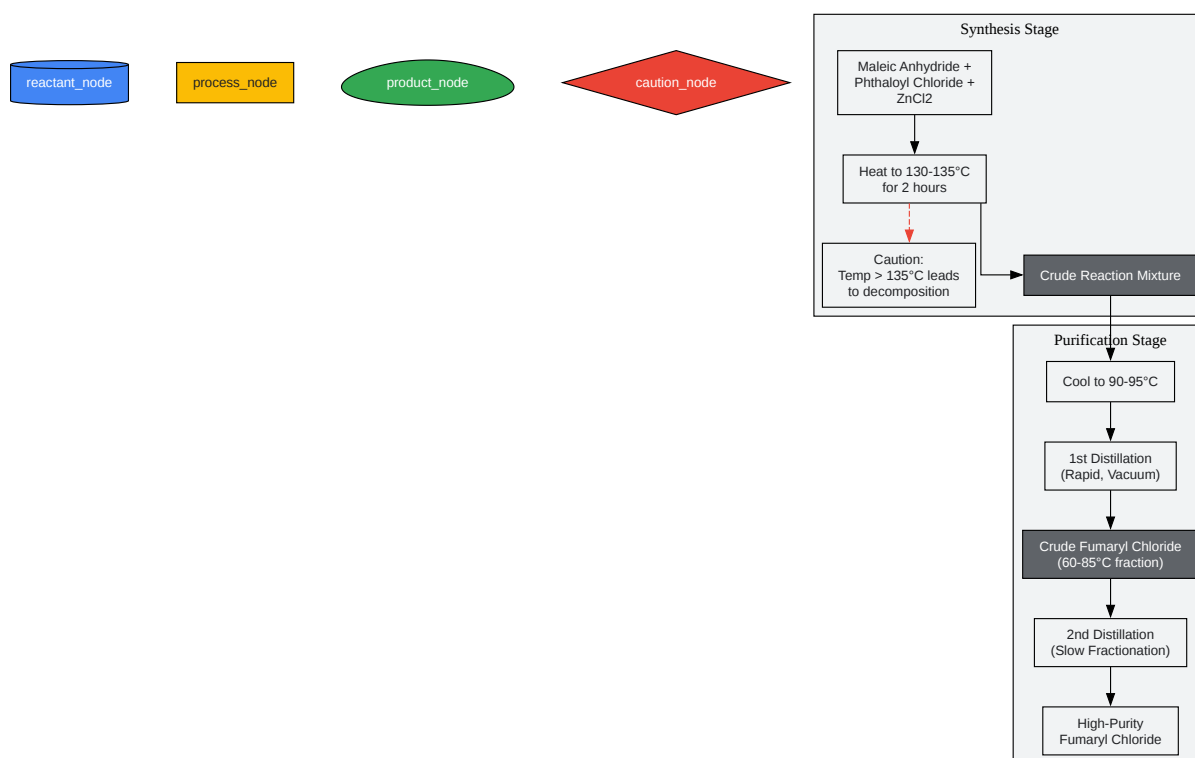 reactant_node
process_node
product_node
caution_node
Synthesis Stage
Maleic Anhydride +
Phthaloyl Chloride +
ZnCl2
Heat to 130-135°C
for 2 hours
Caution:
Temp > 135°C leads
to decomposition
Crude Reaction Mixture
Purification Stage
Cool to 90-95°C
1st Distillation
(Rapid, Vacuum)
Crude Fumaryl Chloride
(60-85°C fraction)
2nd Distillation
(Slow Fractionation)
High-Purity
Fumaryl Chloride